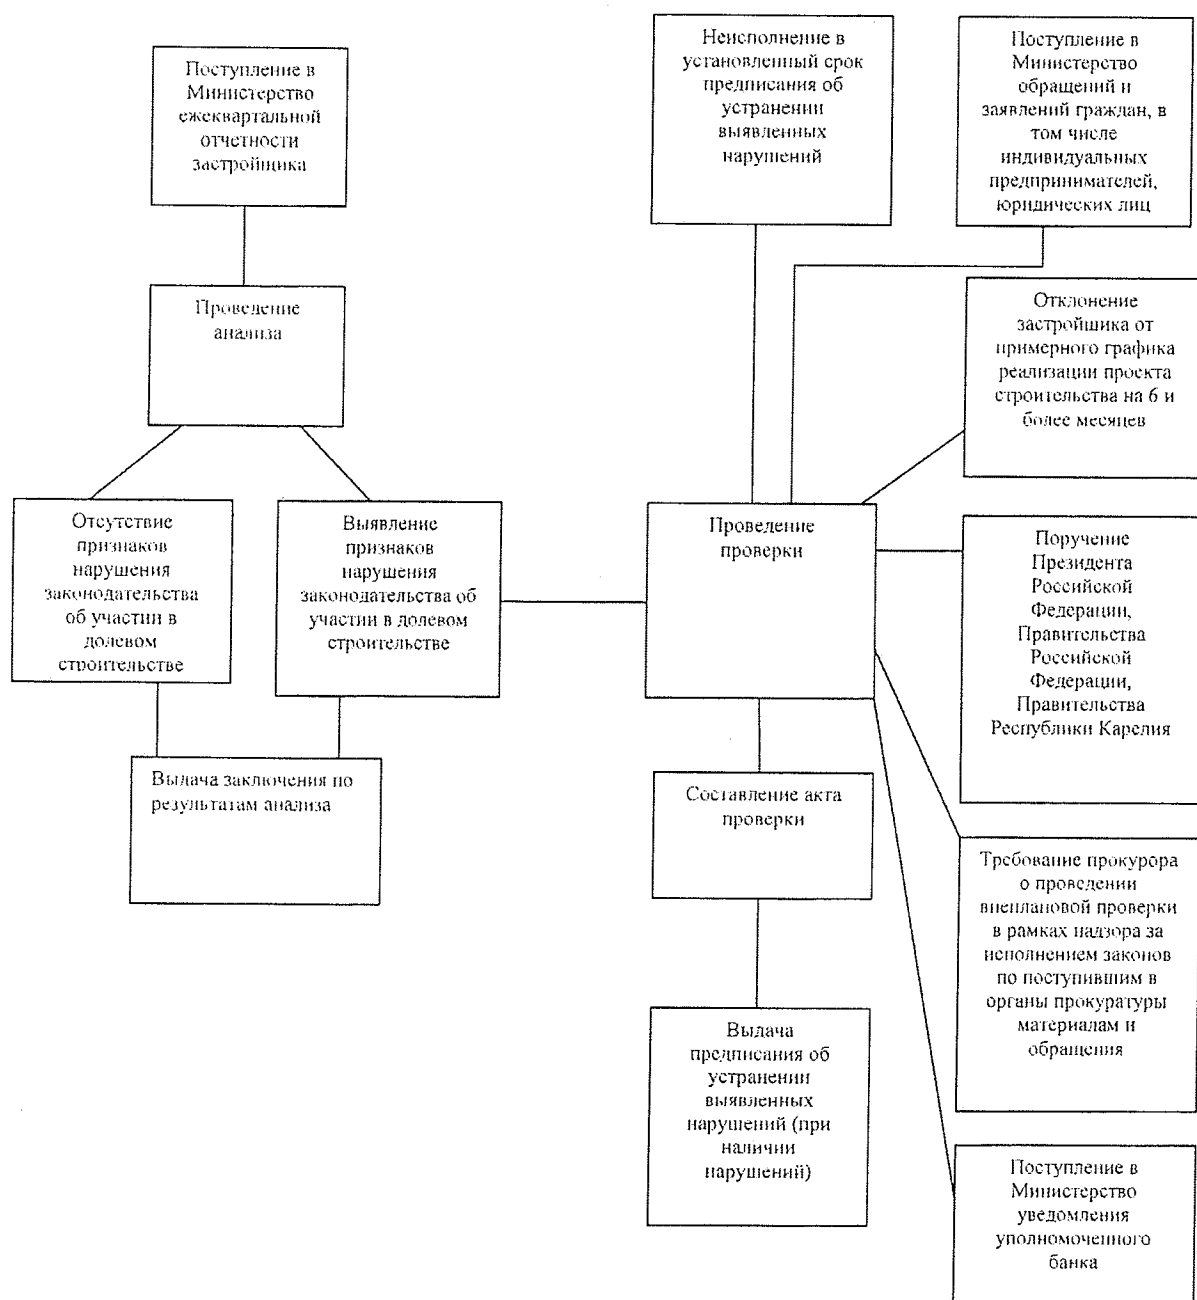 Поступление в
Министерство
ежеквартальной
отчетности
застройщика
Неисполнение в
установленный срок
предписания об
устранении
выявленных
нарушений
Поступление в
Министерство
обращений и
заявлений граждан, в
том числе
индивидуальных
предпринимателей,
юридических лиц
Проведение
анализа
Отклонение
застройщика от
примерного графика
реализации проекта
строительства на 6 и
более месяцев
Отсутствие
признаков
нарушения
законодательства
об участии в
долевом
строительстве
Выявление
признаков
нарушения
законодательства об
участии в долевом
строительстве
Проведение
проверки
Поручение
Президента
Российской
Федерации,
Правительства
Российской
Федерации,
Правительства
Республики Карелия
Выдача заключения по
результатам анализа
Составление акта
проверки
Требование прокурора
о проведении
внеплановой проверки
в рамках надзора за
исполнением законов
по поступившим в
органы прокуратуры
материалам и
обращения
Выдача
предписания об
устранении
выявленных
нарушений (при
наличии
нарушений)
Поступление в
Министерство
уведомления
уполномоченного
банка